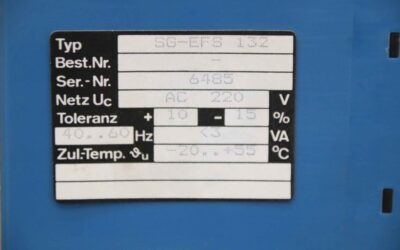 Typ SG-EFS 132
Best.Nr. -
Ser.-Nr. 6485
Netz Uc AC 220 V
Toleranz + 10 - 15 %
40..60 Hz <3 VA
Zul.-Temp. ϑu -20..+55 °C